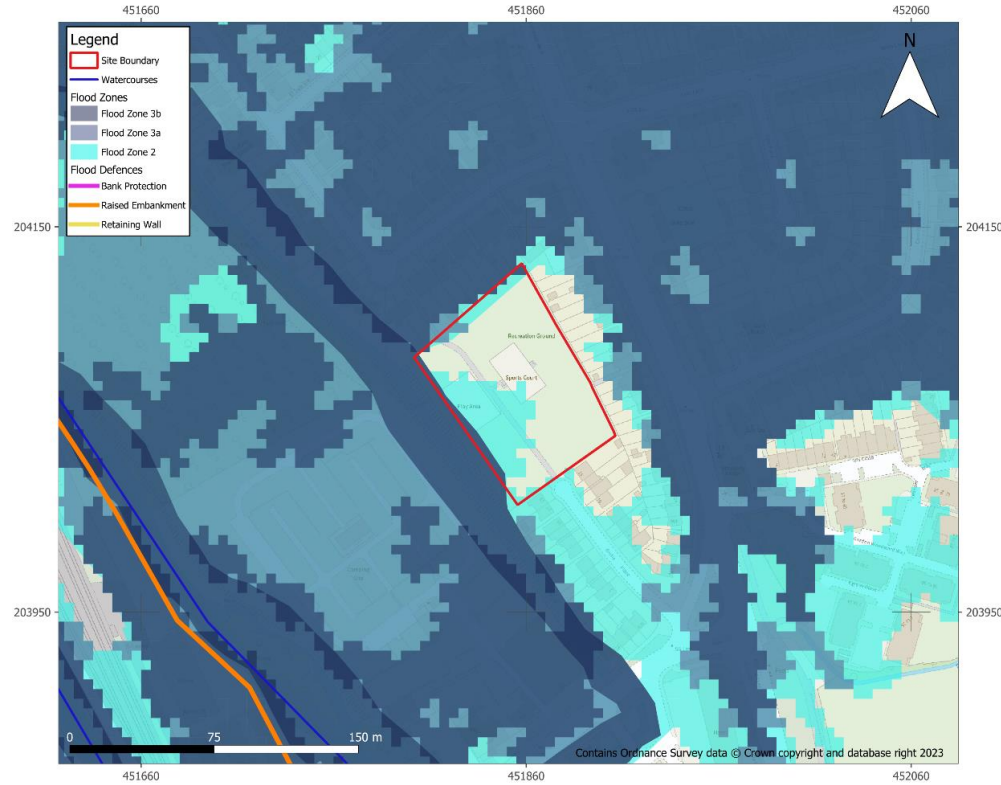 451660
451860
452060
Legend
Site Boundary
Watercourses
Flood Zones
Flood Zone 3b
Flood Zone 3a
Flood Zone 2
Flood Defences
Bank Protection
Raised Embankment
Retaining Wall
N
204150
204150
Recreation Ground
Sports Court
Play Area
203950
203950
0
75
150 m
Contains Ordnance Survey data © Crown copyright and database right 2023
451660
451860
452060